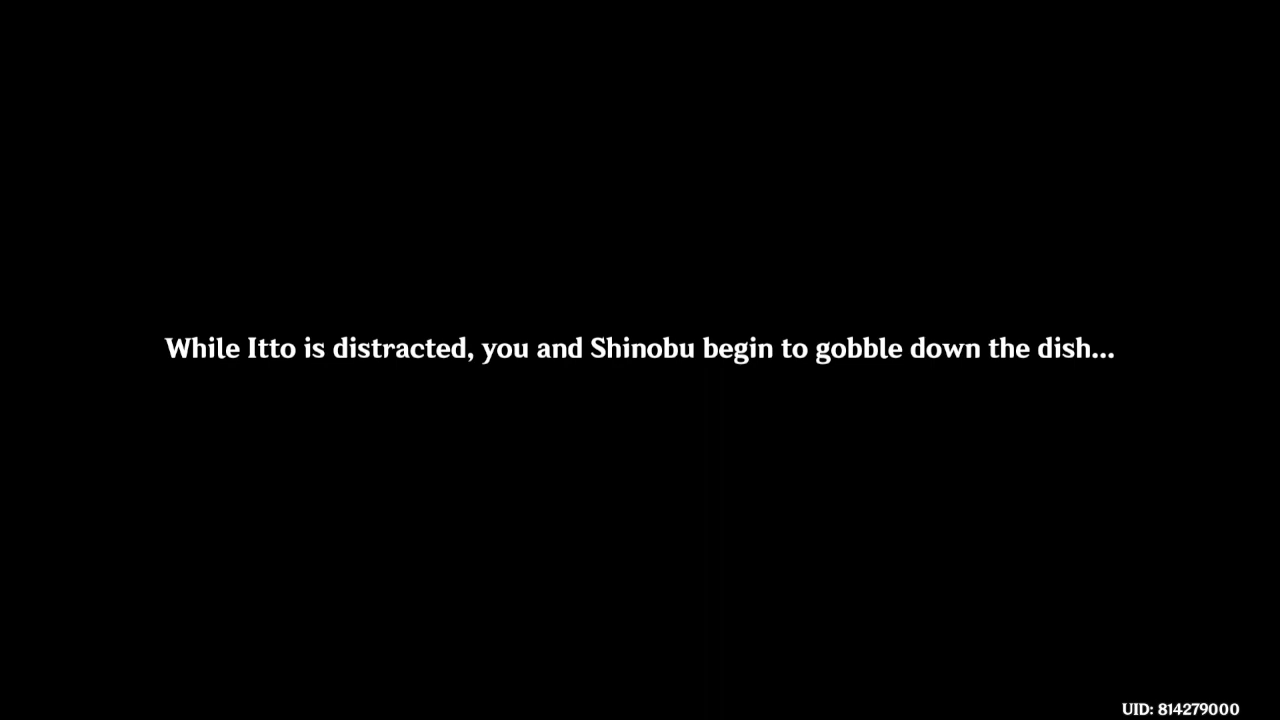 While Itto is distracted, you and Shinobu begin to gobble down the dish...
UID: 814279000